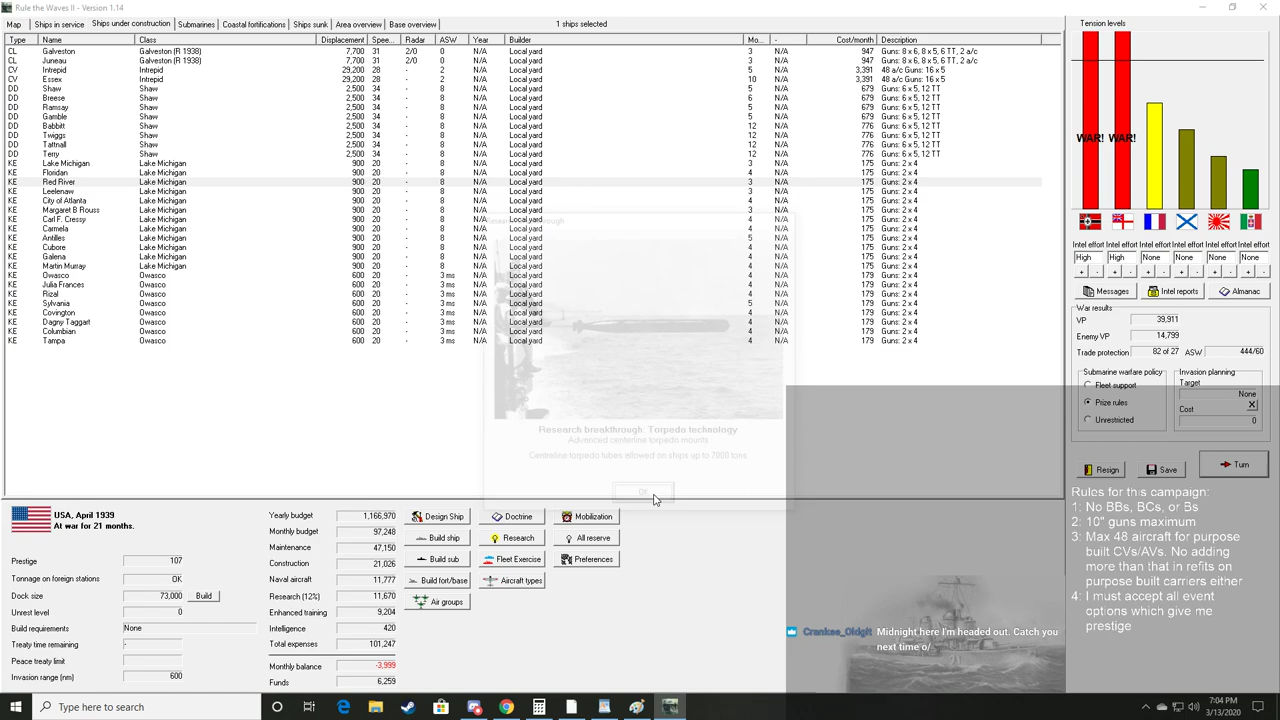 Rule the Waves II - Version 1.14
Map Ships in service Ships under construction Submarines Coastal fortifications Ships sunk Area overview Base overview 1 ships selected
Type Name Class Displacement Spee... Radar ASW Year Builder Mo... - Cost/month Description
CL Galveston Galveston (R 1938) 7,700 31 2/0 0 N/A Local yard 3 N/A 947 Guns: 8 x 6, 8 x 5, 6 TT, 2 a/c
CL Juneau Galveston (R 1938) 7,700 31 2/0 0 N/A Local yard 3 N/A 947 Guns: 8 x 6, 8 x 5, 6 TT, 2 a/c
CV Intrepid Intrepid 29,200 28 - 2 N/A Local yard 5 N/A 3,391 48 a/c Guns: 16 x 5
CV Essex Intrepid 29,200 28 - 2 N/A Local yard 10 N/A 3,391 48 a/c Guns: 16 x 5
DD Shaw Shaw 2,500 34 - 8 N/A Local yard 5 N/A 679 Guns: 6 x 5, 12 TT
DD Breese Shaw 2,500 34 - 8 N/A Local yard 6 N/A 679 Guns: 6 x 5, 12 TT
DD Ramsay Shaw 2,500 34 - 8 N/A Local yard 5 N/A 679 Guns: 6 x 5, 12 TT
DD Gamble Shaw 2,500 34 - 8 N/A Local yard 5 N/A 679 Guns: 6 x 5, 12 TT
DD Babbitt Shaw 2,500 34 - 8 N/A Local yard 12 N/A 776 Guns: 6 x 5, 12 TT
DD Twiggs Shaw 2,500 34 - 8 N/A Local yard 12 N/A 776 Guns: 6 x 5, 12 TT
DD Tattnall Shaw 2,500 34 - 8 N/A Local yard 12 N/A 776 Guns: 6 x 5, 12 TT
DD Terry Shaw 2,500 34 - 8 N/A Local yard 12 N/A 776 Guns: 6 x 5, 12 TT
KE Lake Michigan Lake Michigan 900 20 - 8 N/A Local yard 3 N/A 175 Guns: 2 x 4
KE Floridan Lake Michigan 900 20 - 8 N/A Local yard 4 N/A 175 Guns: 2 x 4
KE Red River Lake Michigan 900 20 - 8 N/A Local yard 3 N/A 175 Guns: 2 x 4
KE Leelenaw Lake Michigan 900 20 - 8 N/A Local yard 3 N/A 175 Guns: 2 x 4
KE City of Atlanta Lake Michigan 900 20 - 8 N/A Local yard 4 N/A 175 Guns: 2 x 4
KE Margaret B Rouss Lake Michigan 900 20 - 8 N/A Local yard 3 N/A 175 Guns: 2 x 4
KE Carl F. Cressy Lake Michigan 900 20 - 8 N/A Local yard 4 N/A 175 Guns: 2 x 4
KE Carmela Lake Michigan 900 20 - 8 N/A Local yard 4 N/A 175 Guns: 2 x 4
KE Antilles Lake Michigan 900 20 - 8 N/A Local yard 5 N/A 175 Guns: 2 x 4
KE Cubore Lake Michigan 900 20 - 8 N/A Local yard 4 N/A 175 Guns: 2 x 4
KE Galena Lake Michigan 900 20 - 8 N/A Local yard 4 N/A 175 Guns: 2 x 4
KE Martin Murray Lake Michigan 900 20 - 8 N/A Local yard 4 N/A 175 Guns: 2 x 4
KE Owasco Owasco 600 20 - 3 ms N/A Local yard 4 N/A 179 Guns: 2 x 4
KE Julia Frances Owasco 600 20 - 3 ms N/A Local yard 4 N/A 179 Guns: 2 x 4
KE Rizal Owasco 600 20 - 3 ms N/A Local yard 4 N/A 179 Guns: 2 x 4
KE Sylvania Owasco 600 20 - 3 ms N/A Local yard 5 N/A 179 Guns: 2 x 4
KE Covington Owasco 600 20 - 3 ms N/A Local yard 4 N/A 179 Guns: 2 x 4
KE Dagny Taggart Owasco 600 20 - 3 ms N/A Local yard 4 N/A 179 Guns: 2 x 4
KE Columbian Owasco 600 20 - 3 ms N/A Local yard 4 N/A 179 Guns: 2 x 4
KE Tampa Owasco 600 20 - 3 ms N/A Local yard 4 N/A 179 Guns: 2 x 4
Research breakthrough: Torpedo technology
Advanced centerline torpedo mounts
Centreline torpedo tubes allowed on ships up to 7000 tons
Tension levels
WAR! WAR!
Intel effort Intel effort Intel effort Intel effort Intel effort Intel effort
High High None None None None
+ - + - + - + - + - + -
Messages Intel reports Almanac
War results
VP 39,911
Enemy VP 14,799
Trade protection 82 of 27 ASW 444/60
Submarine warfare policy
Fleet support
Prize rules
Unrestricted
Invasion planning
Target
None
Cost X
0
Resign Save Turn
Rules for this campaign:
1: No BBs, BCs, or Bs
2: 10" guns maximum
3: Max 48 aircraft for purpose
built CVs/AVs. No adding
more than that in refits on
purpose built carriers either
4: I must accept all event
options which give me
prestige
USA, April 1939
At war for 21 months.
Prestige 107
Tonnage on foreign stations OK
Dock size 73,000 Build
Unrest level 0
Build requirements None
Treaty time remaining -
Peace treaty limit
Invasion range (nm) 600
Yearly budget 1,166,970
Monthly budget 97,248
Maintenance 47,150
Construction 21,026
Naval aircraft 11,777
Research (12%) 11,670
Enhanced training 9,204
Intelligence 420
Total expenses 101,247
Monthly balance -3,999
Funds 6,259
Design Ship Doctrine Mobilization
Build ship Research All reserve
Build sub Fleet Exercise Preferences
Build fort/base Aircraft types
Air groups
Crankee_Oldgit Midnight here I'm headed out. Catch you
next time o/
Type here to search
7:04 PM
3/13/2020